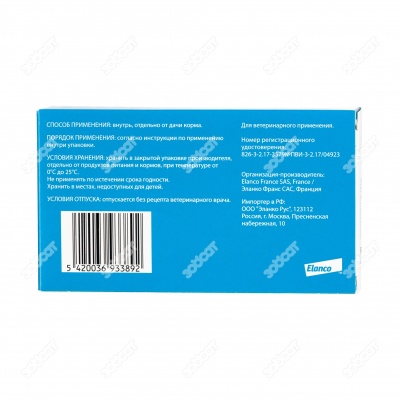 СПОСОБ ПРИМЕНЕНИЯ: внутрь, отдельно от дачи корма.
ПОРЯДОК ПРИМЕНЕНИЯ: согласно инструкции по применению
внутри упаковки.
УСЛОВИЯ ХРАНЕНИЯ: хранить в закрытой упаковке производителя,
отдельно от продуктов питания и кормов, при температуре от
0°С до 25°С.
Не применять по истечении срока годности.
Хранить в местах, недоступных для детей.
УСЛОВИЯ ОТПУСКА: отпускается без рецепта ветеринарного врача.
5 420036 933892
Для ветеринарного применения.
Номер регистрационного
удостоверения:
Организация-производитель:
Elanco France SAS, France /
Эланко Франс САС, Франция
Импортер в РФ:
ООО "Эланко Рус", 123112
Россия, г. Москва, Пресненская
набережная, 10
Elanco